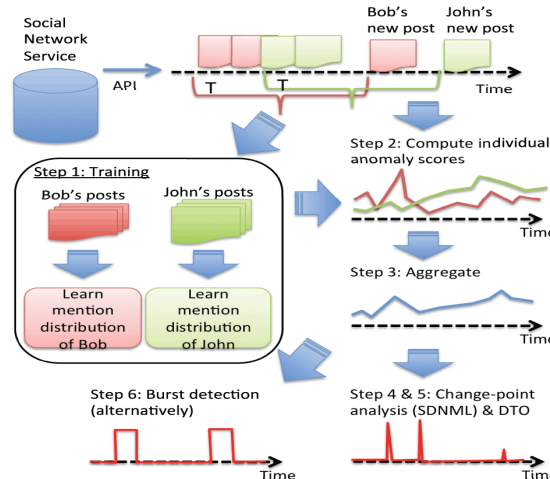 Social
Network
Service
API
Bob's
new post
John's
new post
T
T
Time
Step 1: Training
Bob's posts
John's posts
Learn
mention
distribution
of Bob
Learn
mention
distribution
of John
Step 2: Compute individual
anomaly scores
Time
Step 3: Aggregate
Time
Step 4 & 5: Change-point
analysis (SDNML) & DTO
Time
Step 6: Burst detection
(alternatively)
Time